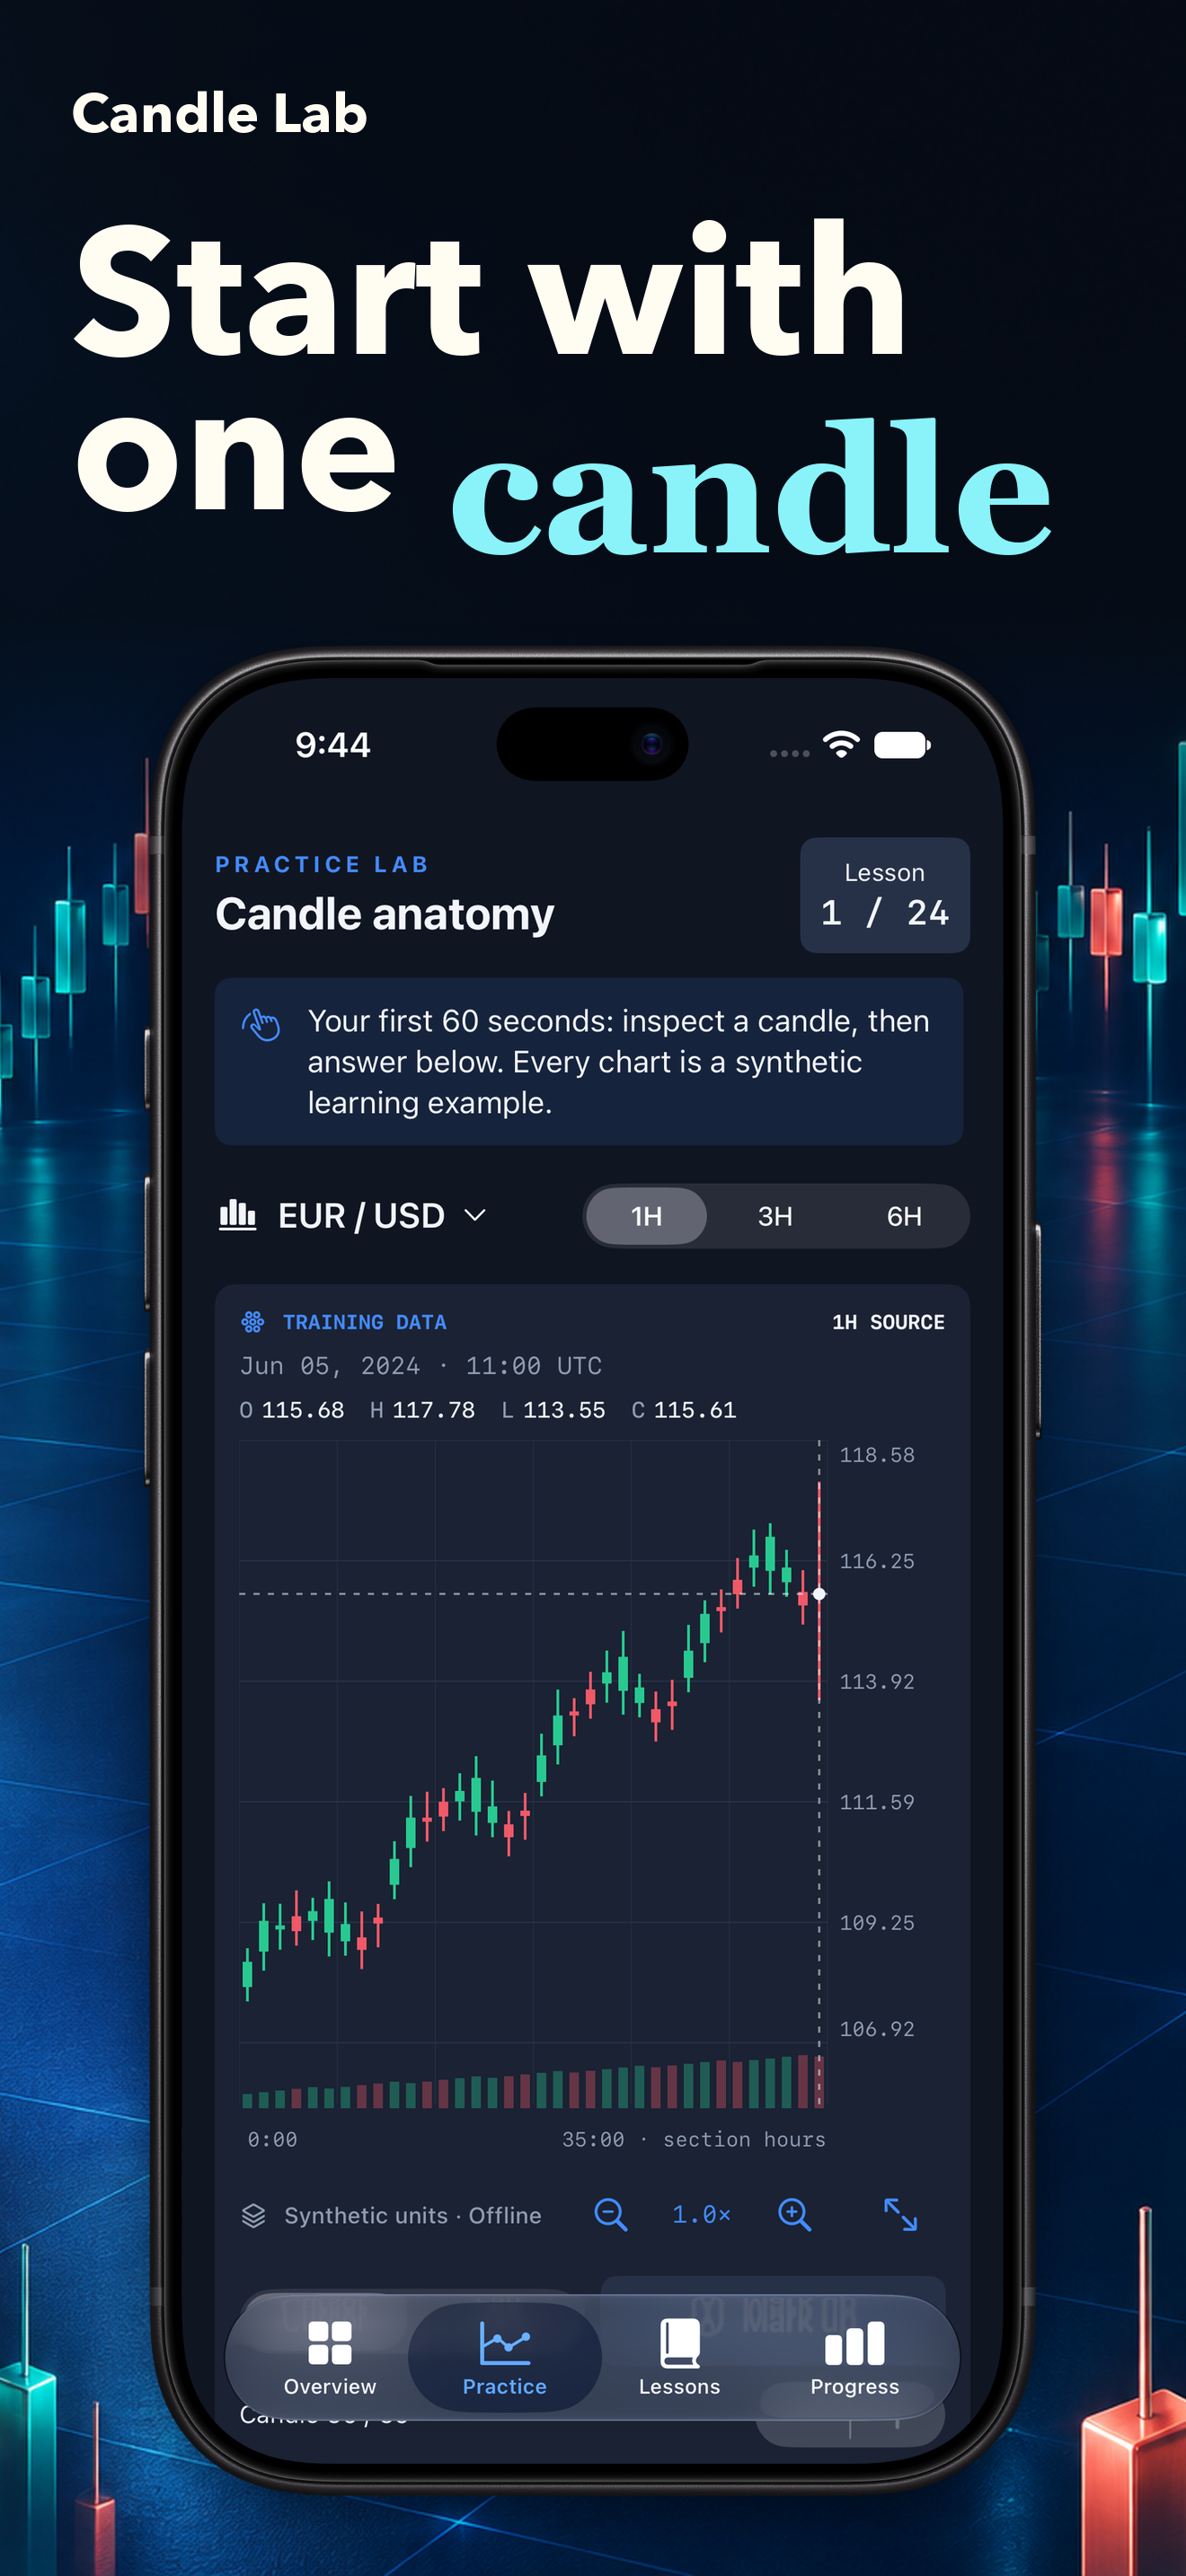 Candle Lab
Start with
one candle
9:44
PRACTICE LAB
Candle anatomy
Lesson
1 / 24
Your first 60 seconds: inspect a candle, then
answer below. Every chart is a synthetic
learning example.
EUR / USD
1H 3H 6H
TRAINING DATA
1H SOURCE
Jun 05, 2024 · 11:00 UTC
O 115.68 H 117.78 L 113.55 C 115.61
118.58
116.25
113.92
111.59
109.25
106.92
0:00
35:00 · section hours
Synthetic units · Offline
1.0×
Overview
Practice
Lessons
Progress